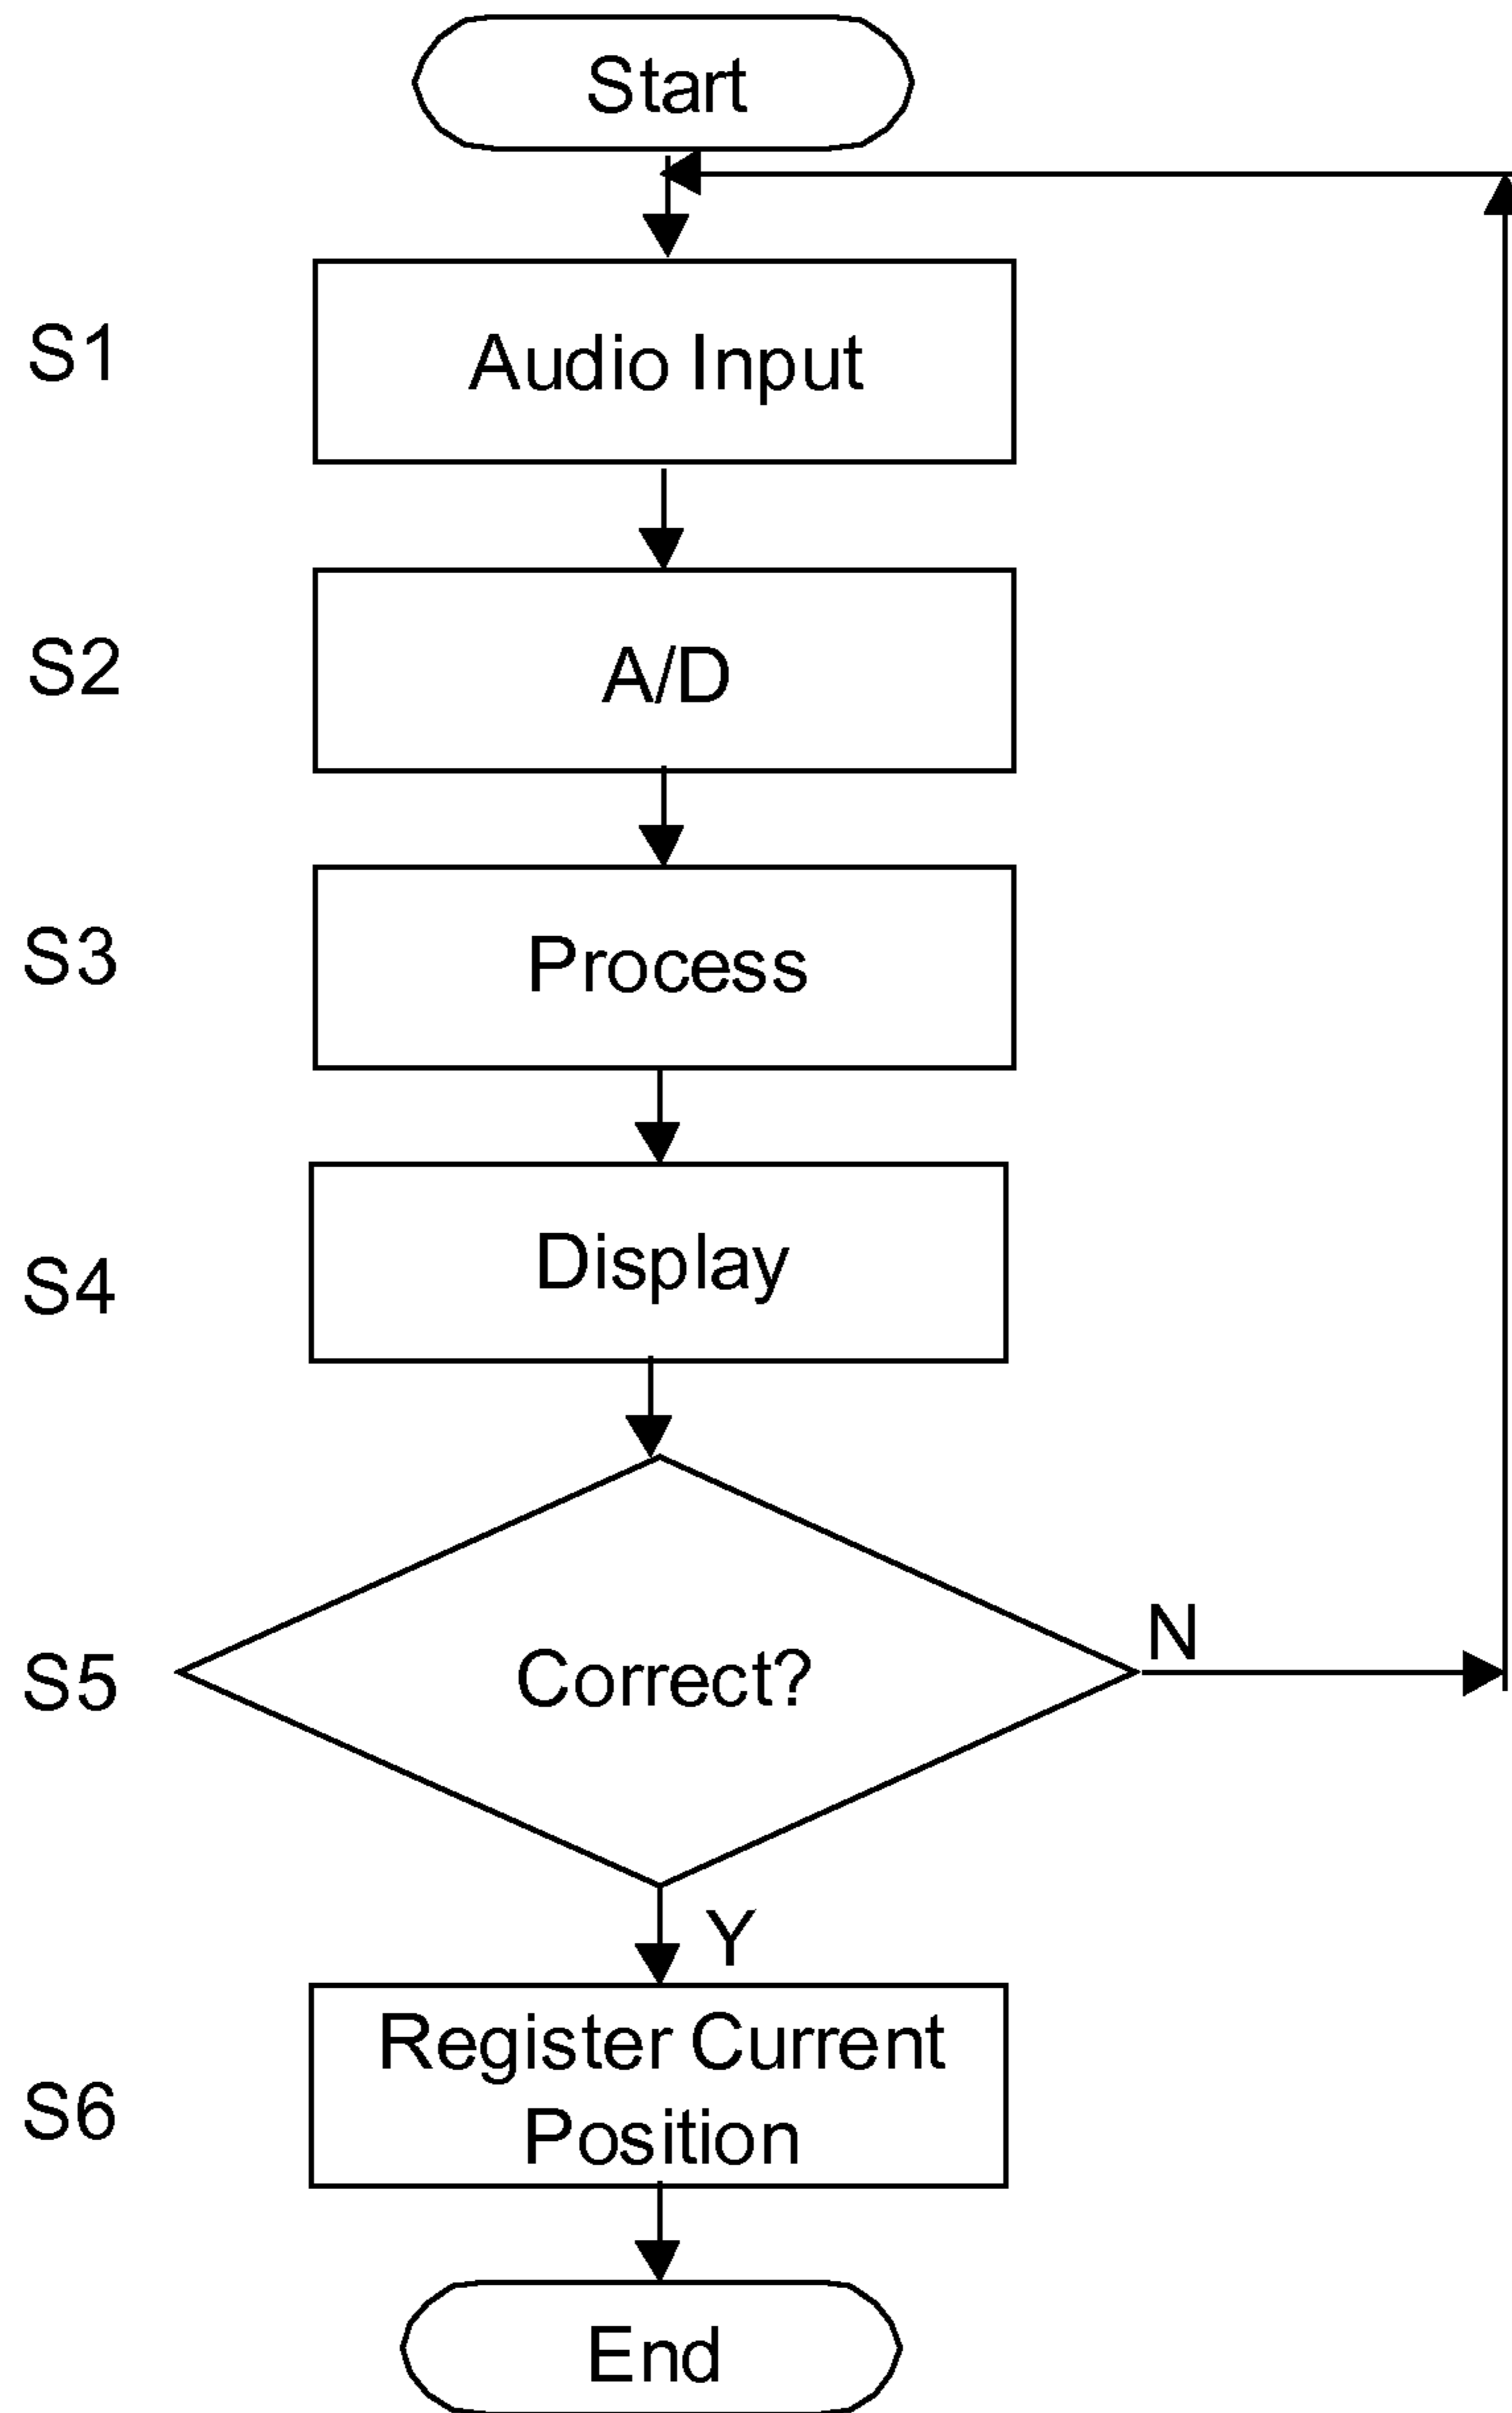 Start
S1
Audio Input
S2
A/D
S3
Process
S4
Display
S5
Correct?
N
Y
S6
Register Current
Position
End